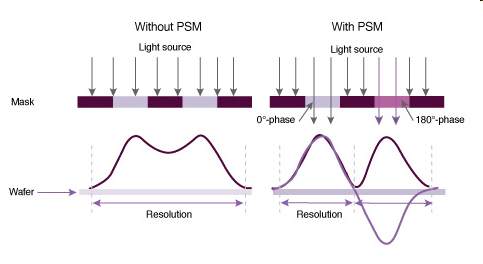 Without PSM
With PSM
Light source
Light source
Mask
0°-phase
180°-phase
Wafer
Resolution
Resolution